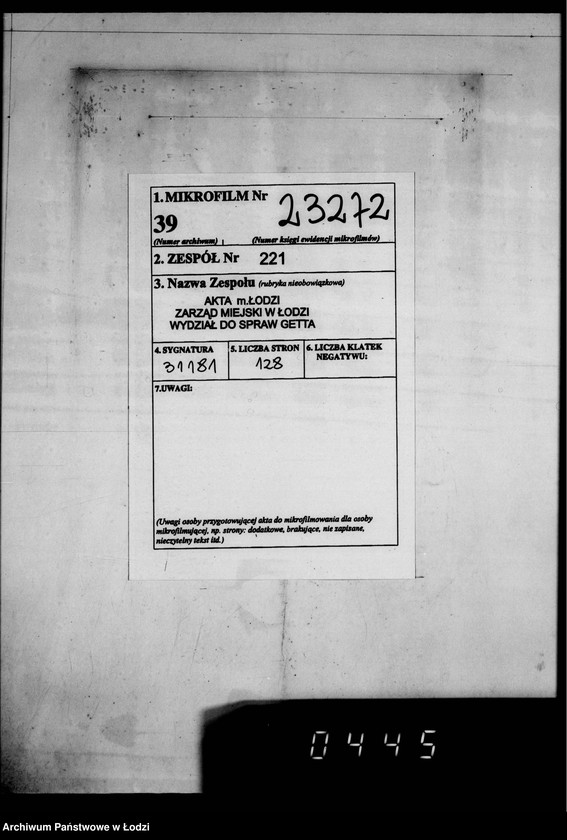 1. MIKROFILM Nr 23272
39
(Numer archiwum) (Numer księgi ewidencji mikrofilmów)
2. ZESPÓŁ Nr 221
3. Nazwa Zespołu (rubryka nieobowiązkowa)
AKTA m.ŁODZI
ZARZĄD MIEJSKI W ŁODZI
WYDZIAŁ DO SPRAW GETTA
4. SYGNATURA 5. LICZBA STRON 6. LICZBA KLATEK
NEGATYWU:
31181 128
7.UWAGI:
(Uwagi osoby przygotowującej akta do mikrofilmowania dla osoby
mikrofilmującej, np. strony: dodatkowe, brakujące, nie zapisane,
nieczytelny tekst itd.)
0445
Archiwum Państwowe w Łodzi